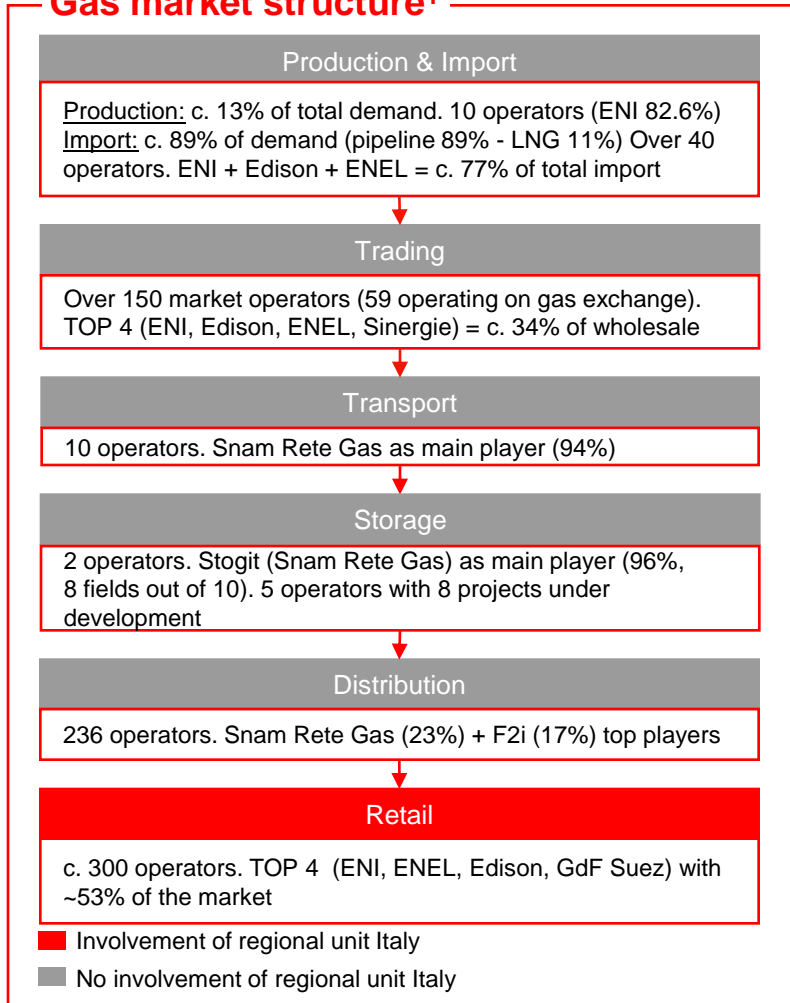 Gas market structure¹
Production & Import
Production: c. 13% of total demand. 10 operators (ENI 82.6%)
Import: c. 89% of demand (pipeline 89% - LNG 11%) Over 40
operators. ENI + Edison + ENEL = c. 77% of total import
Trading
Over 150 market operators (59 operating on gas exchange).
TOP 4 (ENI, Edison, ENEL, Sinergie) = c. 34% of wholesale
Transport
10 operators. Snam Rete Gas as main player (94%)
Storage
2 operators. Stogit (Snam Rete Gas) as main player (96%,
8 fields out of 10). 5 operators with 8 projects under
development
Distribution
236 operators. Snam Rete Gas (23%) + F2i (17%) top players
Retail
c. 300 operators. TOP 4 (ENI, ENEL, Edison, GdF Suez) with
~53% of the market
Involvement of regional unit Italy
No involvement of regional unit Italy